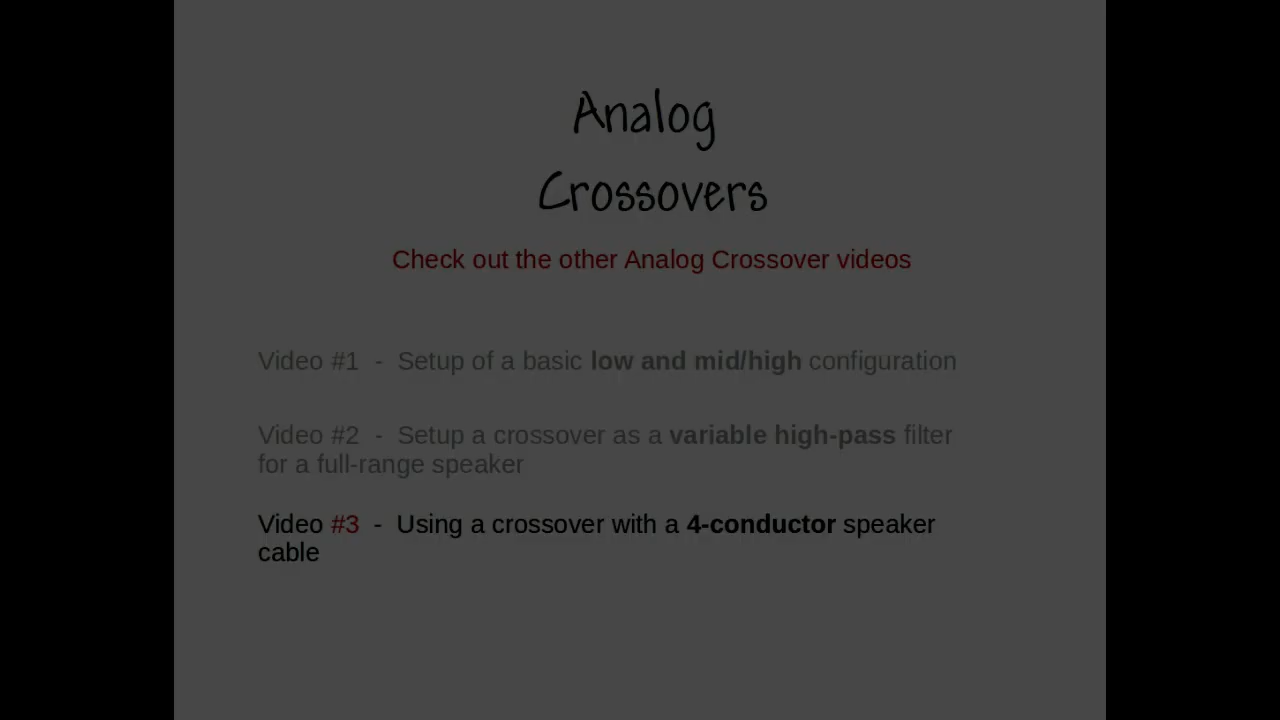 Analog
Crossovers
Check out the other Analog Crossover videos
Video #1 - Setup of a basic low and mid/high configuration
Video #2 - Setup a crossover as a variable high-pass filter
for a full-range speaker
Video #3 - Using a crossover with a 4-conductor speaker
cable